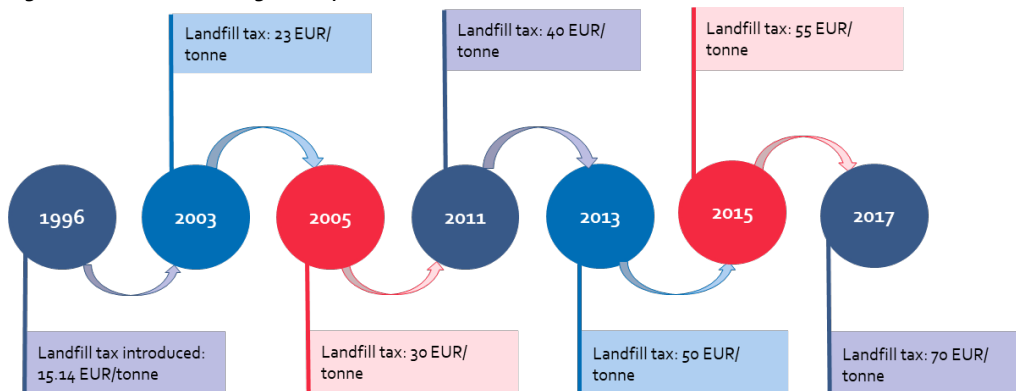 Landfill tax: 23 EUR/
tonne
Landfill tax: 40 EUR/
tonne
Landfill tax: 55 EUR/
tonne
1996
2003
2005
2011
2013
2015
2017
Landfill tax introduced:
15.14 EUR/tonne
Landfill tax: 30 EUR/
tonne
Landfill tax: 50 EUR/
tonne
Landfill tax: 70 EUR/
tonne